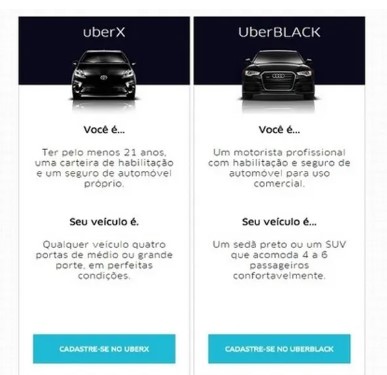 uberX
Você é...
Ter pelo menos 21 anos,
uma carteira de habilitação
e um seguro de automóvel
próprio.
Seu veículo é.
Qualquer veículo quatro
portas de médio ou grande
porte, em perfeitas
condições.
CADASTRE-SE NO UBERX
UberBLACK
Você é...
Um motorista profissional
com habilitação e seguro de
automóvel para uso
comercial.
Seu veículo é...
Um sedã preto ou um SUV
que acomoda 4 a 6
passageiros
confortavelmente.
CADASTRE-SE NO UBERBLACK